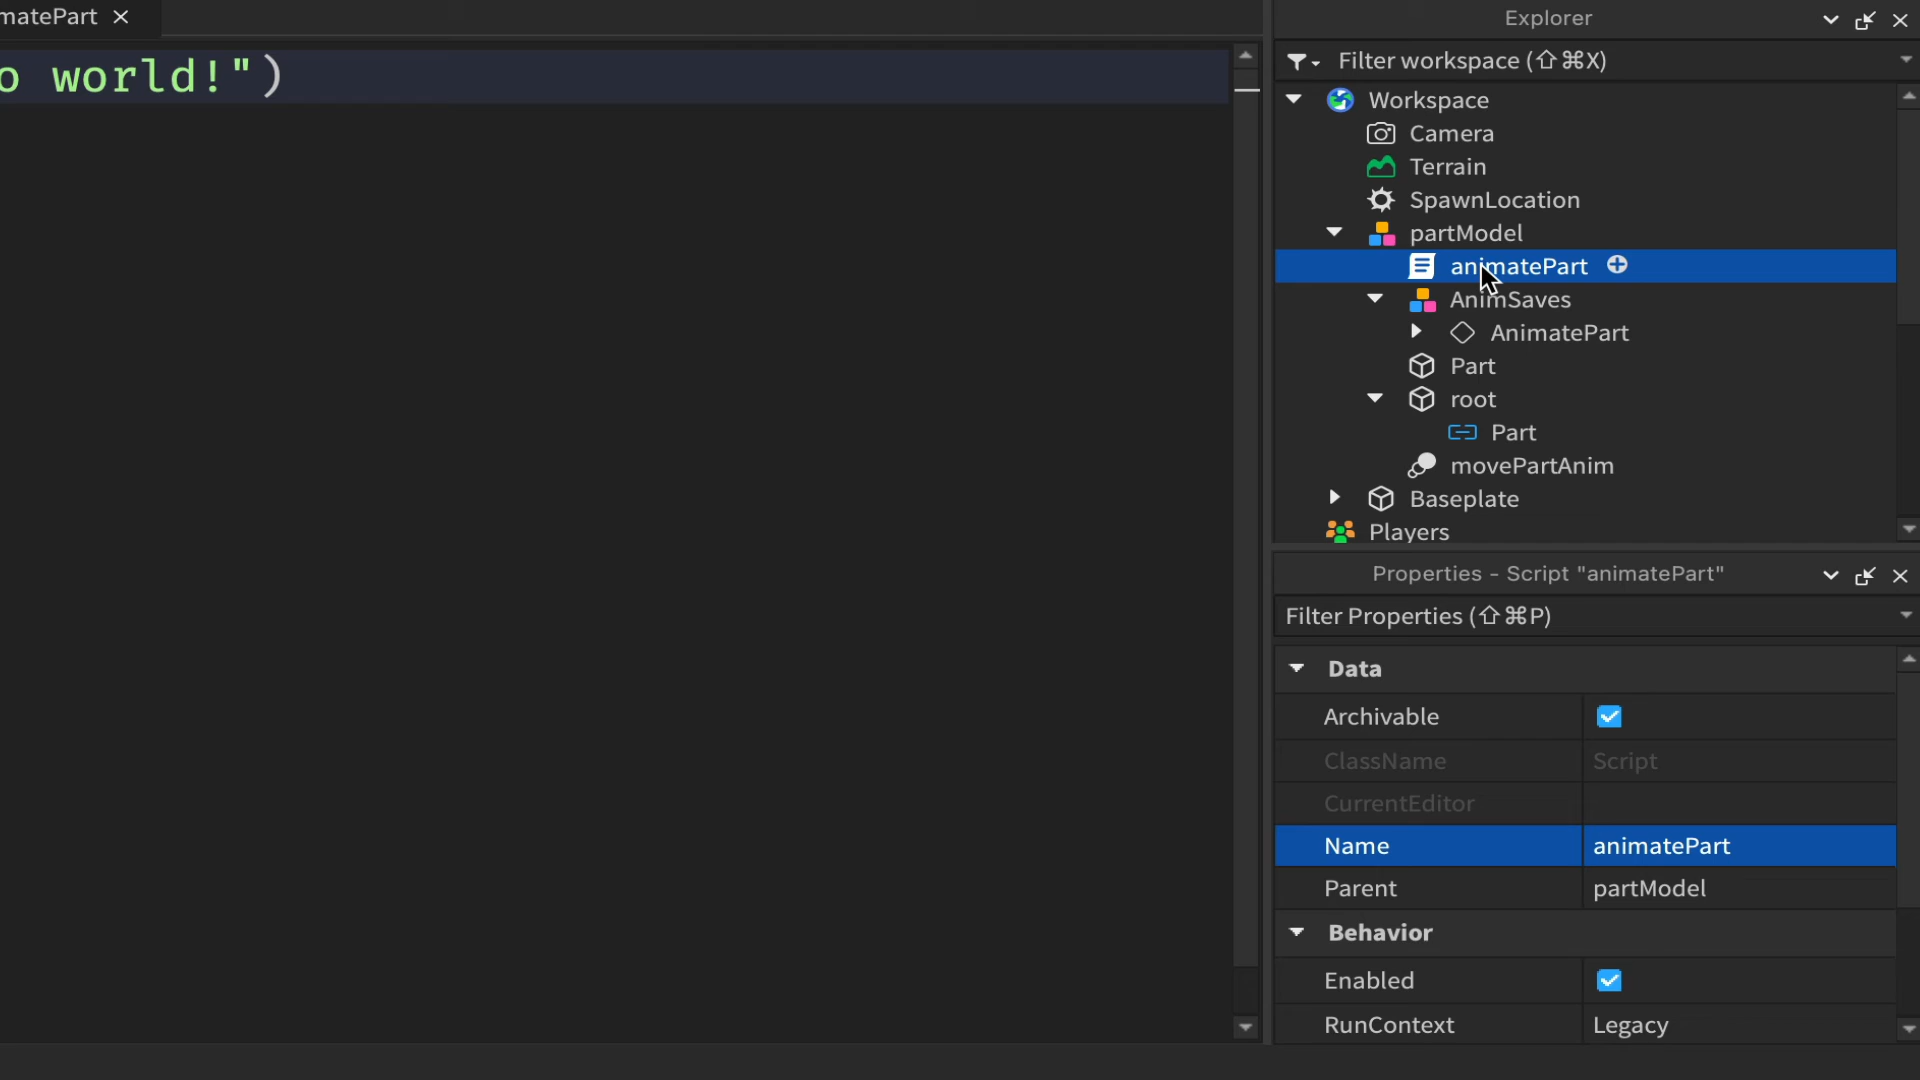 matePart
o world!")
Explorer
Filter workspace (⇧⌘X)
Workspace
Camera
Terrain
SpawnLocation
partModel
animatePart
AnimSaves
AnimatePart
Part
root
Part
movePartAnim
Baseplate
Players
Properties - Script "animatePart"
Filter Properties (⇧⌘P)
Data
Archivable
ClassName Script
CurrentEditor
Name animatePart
Parent partModel
Behavior
Enabled
RunContext Legacy